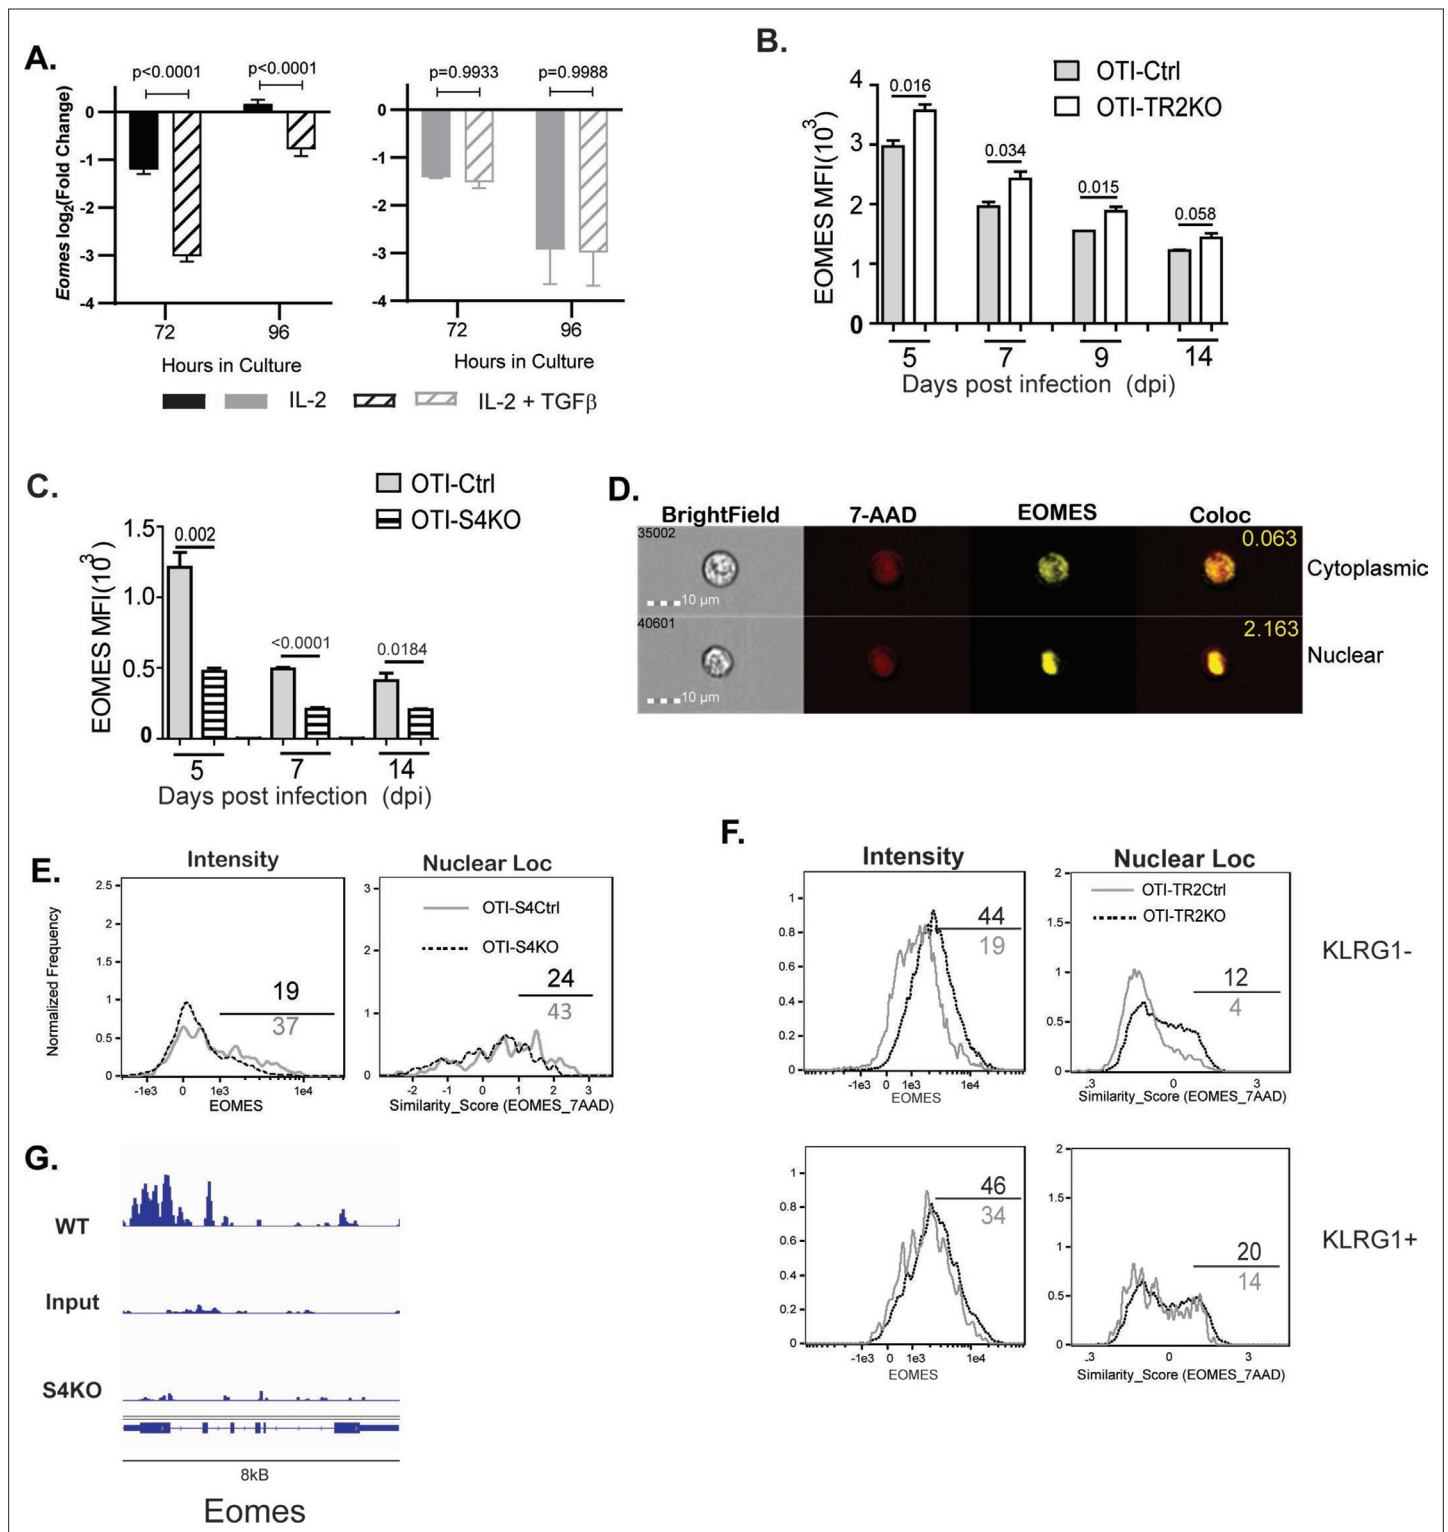 A.
p<0.0001
p<0.0001
Eomes log2(Fold Change)
0
-1
-2
-3
-4
72
96
Hours in Culture
p=0.9933
p=0.9988
0
-1
-2
-3
-4
72
96
Hours in Culture
IL-2
IL-2 + TGFβ
B.
OTI-Ctrl
OTI-TR2KO
EOMES MFI(10³)
4
3
2
1
0
0.016
0.034
0.015
0.058
5
7
9
14
Days post infection (dpi)
C.
OTI-Ctrl
OTI-S4KO
EOMES MFI(10³)
1.5
1.0
0.5
0
0.002
<0.0001
0.0184
5
7
14
Days post infection (dpi)
D.
BrightField
7-AAD
EOMES
Coloc
35002
10 µm
0.063
Cytoplasmic
40601
10 µm
2.163
Nuclear
E.
Intensity
Normalized Frequency
2.5
2
1.5
1
0.5
0
19
37
-1e3
0
1e3
1e4
EOMES
Nuclear Loc
OTI-S4Ctrl
OTI-S4KO
3
2
1
0
24
43
-2
-1
0
1
2
3
Similarity_Score (EOMES_7AAD)
F.
Intensity
1
0.8
0.6
0.4
0.2
0
44
19
-1e3
0
1e3
1e4
EOMES
Nuclear Loc
OTI-TR2Ctrl
OTI-TR2KO
2
1.5
1
0.5
0
12
4
.3
0
3
Similarity_Score (EOMES_7AAD)
KLRG1-
1
0.8
0.6
0.4
0.2
0
46
34
-1e3
0
1e3
1e4
EOMES
2
1.5
1
0.5
0
20
14
.3
0
3
Similarity_Score (EOMES_7AAD)
KLRG1+
G.
WT
Input
S4KO
8kB
Eomes